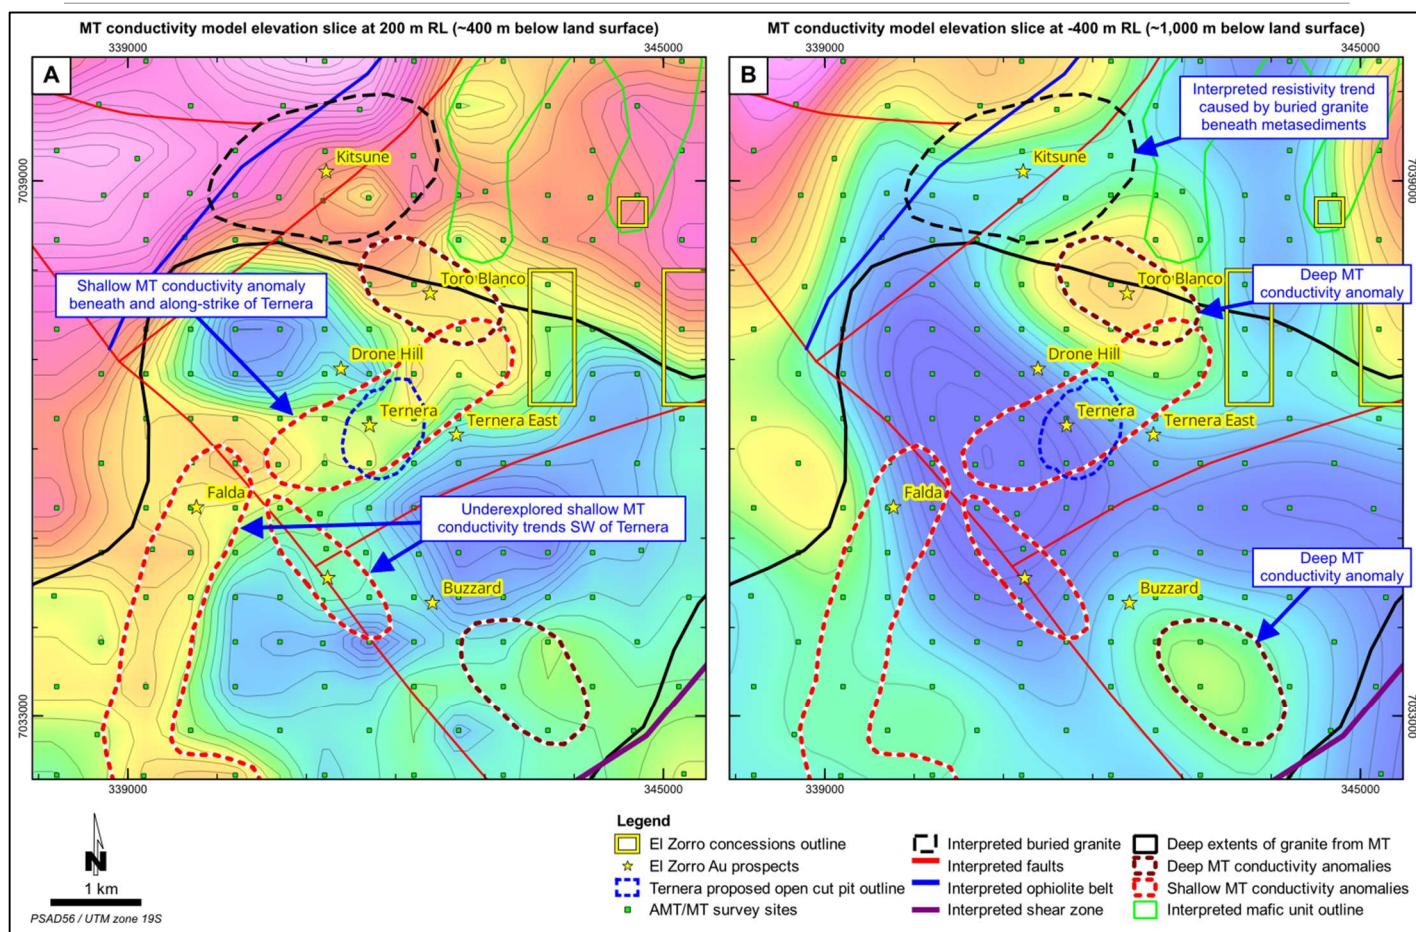 MT conductivity model elevation slice at 200 m RL (~400 m below land surface)
339000
345000
A
7039000
7033000
Kitsune
Toro Blanco
Shallow MT conductivity anomaly
beneath and along-strike of Ternera
Drone Hill
Ternera
Ternera East
Falda
Underexplored shallow MT
conductivity trends SW of Ternera
Buzzard
339000
345000
MT conductivity model elevation slice at -400 m RL (~1,000 m below land surface)
339000
345000
B
Interpreted resistivity trend
caused by buried granite
beneath metasediments
Kitsune
7039000
Toro Blanco
Deep MT
conductivity anomaly
Drone Hill
Ternera
Ternera East
Falda
Deep MT
conductivity anomaly
Buzzard
7033000
339000
345000
N
1 km
PSAD56 / UTM zone 19S
Legend
El Zorro concessions outline
El Zorro Au prospects
Ternera proposed open cut pit outline
AMT/MT survey sites
Interpreted buried granite
Interpreted faults
Interpreted ophiolite belt
Interpreted shear zone
Deep extents of granite from MT
Deep MT conductivity anomalies
Shallow MT conductivity anomalies
Interpreted mafic unit outline